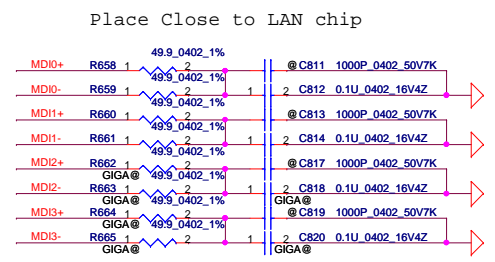 Place Close to LAN chip
49.9_0402_1%
MDI0+ R658 1 2 @ C811 1000P_0402_50V7K
49.9_0402_1%
MDI0- R659 1 2 1 2 C812 0.1U_0402_16V4Z
49.9_0402_1%
MDI1+ R660 1 2 @ C813 1000P_0402_50V7K
49.9_0402_1%
MDI1- R661 1 2 1 2 C814 0.1U_0402_16V4Z
49.9_0402_1%
MDI2+ R662 1 2 @ C817 1000P_0402_50V7K
GIGA@ 49.9_0402_1%
MDI2- R663 1 2 1 2 C818 0.1U_0402_16V4Z
GIGA@ 49.9_0402_1% GIGA@
MDI3+ R664 1 2 @ C819 1000P_0402_50V7K
GIGA@ 49.9_0402_1%
MDI3- R665 1 2 1 2 C820 0.1U_0402_16V4Z
GIGA@ GIGA@